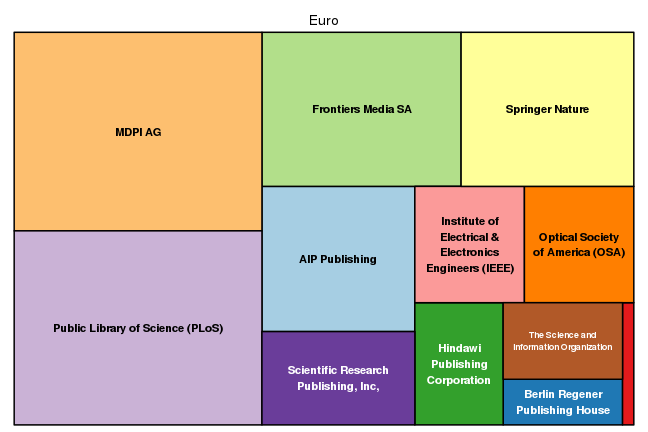 Euro
MDPI AG
Frontiers Media SA
Springer Nature
Public Library of Science (PLoS)
AIP Publishing
Institute of
Electrical &
Electronics
Engineers (IEEE)
Optical Society
of America (OSA)
Scientific Research
Publishing, Inc,
Hindawi
Publishing
Corporation
The Science and
Information Organization
Berlin Regener
Publishing House